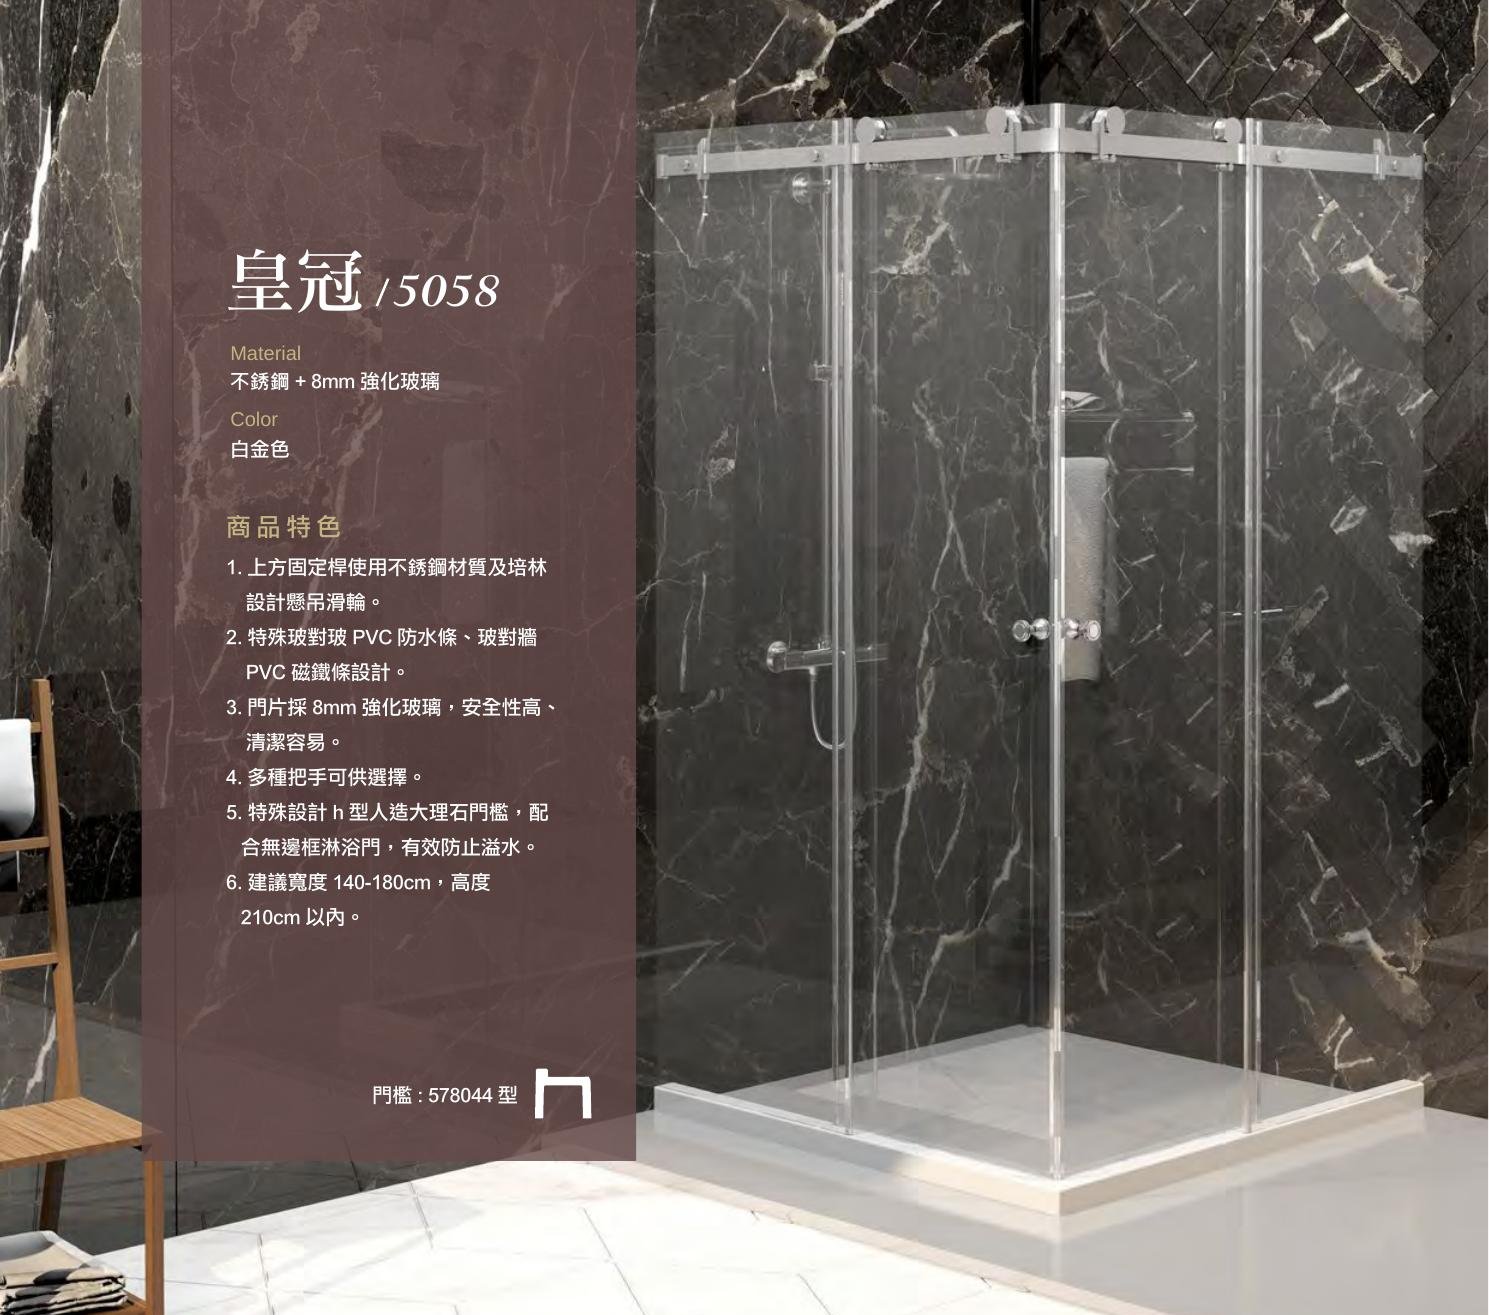 皇冠 /5058
Material
不銹鋼 + 8mm 強化玻璃
Color
白金色
商品特色
1. 上方固定桿使用不銹鋼材質及培林
設計懸吊滑輪。
2. 特殊玻對玻 PVC 防水條、玻對牆
PVC 磁鐵條設計。
3. 門片採 8mm 強化玻璃，安全性高、
清潔容易。
4. 多種把手可供選擇。
5. 特殊設計 h 型人造大理石門檻，配
合無邊框淋浴門，有效防止溢水。
6. 建議寬度 140-180cm，高度
210cm 以內。
門檻 : 578044 型